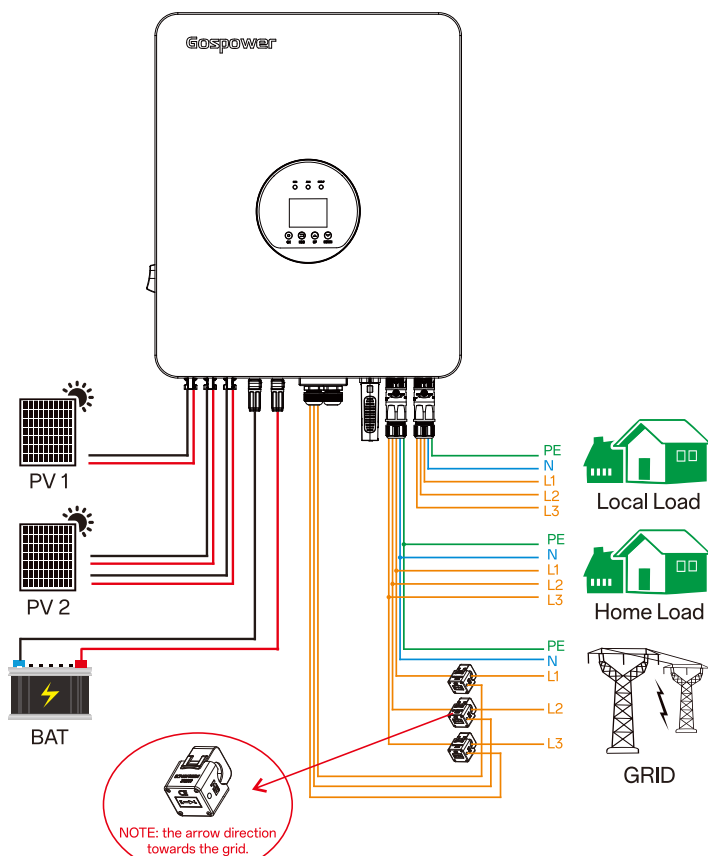 Gospower
PV 1
PV 2
BAT
PE
N
L1
L2
L3
Local Load
PE
N
L1
L2
L3
Home Load
PE
N
L1
L2
L3
GRID
NOTE: the arrow direction
towards the grid.